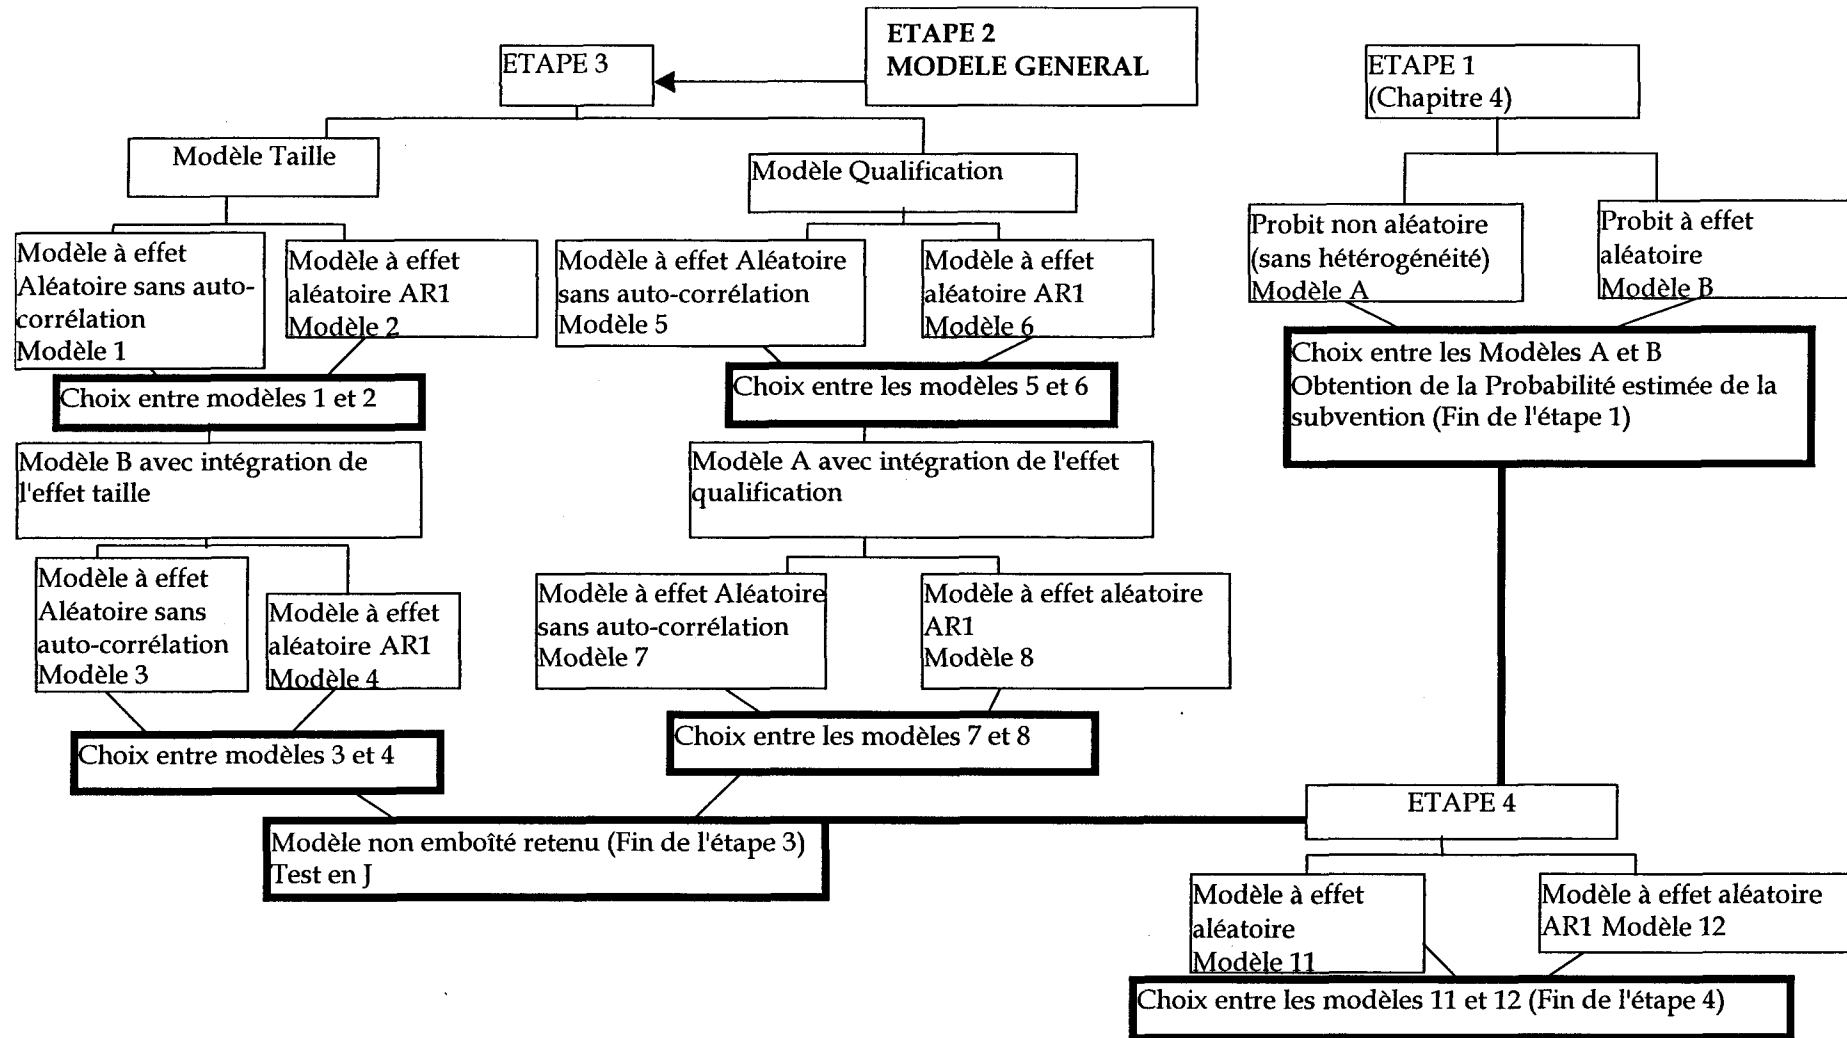 ETAPE 2
MODELE GENERAL
ETAPE 3
ETAPE 1
(Chapitre 4)
Modèle Taille
Modèle Qualification
Modèle à effet
Aléatoire sans auto-
corrélation
Modèle 1
Modèle à effet
aléatoire AR1
Modèle 2
Modèle à effet Aléatoire
sans auto-corrélation
Modèle 5
Modèle à effet
aléatoire AR1
Modèle 6
Probit non aléatoire
(sans hétérogénéité)
Modèle A
Probit à effet
aléatoire
Modèle B
Choix entre modèles 1 et 2
Choix entre les modèles 5 et 6
Choix entre les Modèles A et B
Obtention de la Probabilité estimée de la
subvention (Fin de l'étape 1)
Modèle B avec intégration de
l'effet taille
Modèle A avec intégration de l'effet
qualification
Modèle à effet
Aléatoire sans
auto-corrélation
Modèle 3
Modèle à effet
aléatoire AR1
Modèle 4
Modèle à effet Aléatoire
sans auto-corrélation
Modèle 7
Modèle à effet aléatoire
AR1
Modèle 8
Choix entre modèles 3 et 4
Choix entre les modèles 7 et 8
Modèle non emboîté retenu (Fin de l'étape 3)
Test en J
ETAPE 4
Modèle à effet
aléatoire
Modèle 11
Modèle à effet aléatoire
AR1 Modèle 12
Choix entre les modèles 11 et 12 (Fin de l'étape 4)